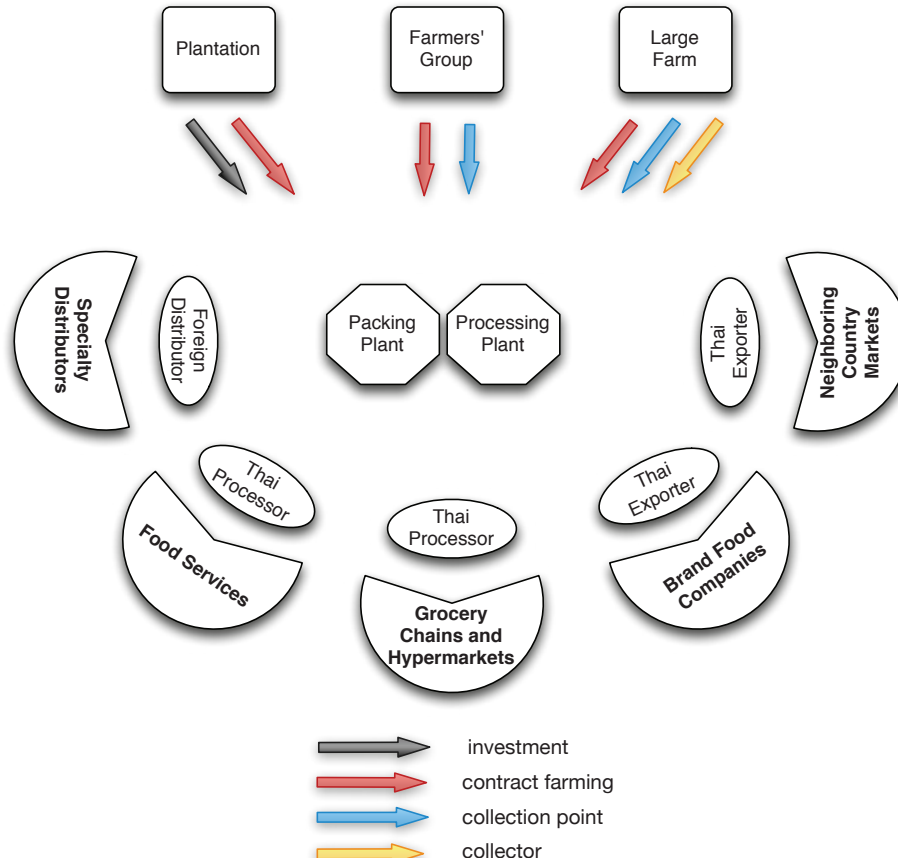 Plantation
Farmers'
Group
Large
Farm
Specialty
Distributors
Foreign
Distributor
Packing
Plant
Processing
Plant
Thai
Exporter
Neighboring
Country
Markets
Thai
Processor
Food Services
Thai
Processor
Grocery
Chains and
Hypermarkets
Thai
Exporter
Brand Food
Companies
investment
contract farming
collection point
collector